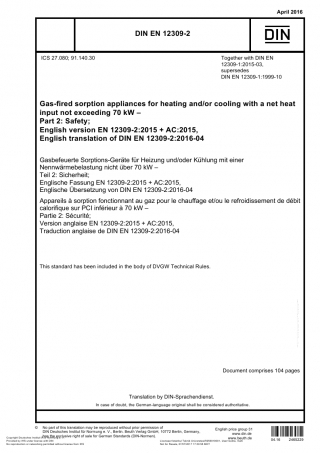 April 2016
DIN EN 12309-2
DIN
ICS 27.080; 91.140.30
Together with DIN EN
12309-1:2015-03,
supersedes
DIN EN 12309-1:1999-10
Gas-fired sorption appliances for heating and/or cooling with a net heat
input not exceeding 70 kW –
Part 2: Safety;
English version EN 12309-2:2015 + AC:2015,
English translation of DIN EN 12309-2:2016-04
Gasbefeuerte Sorptions-Geräte für Heizung und/oder Kühlung mit einer
Nennwärmebelastung nicht über 70 kW –
Teil 2: Sicherheit;
Englische Fassung EN 12309-2:2015 + AC:2015,
Englische Übersetzung von DIN EN 12309-2:2016-04
Appareils à sorption fonctionnant au gaz pour le chauffage et/ou le refroidissement de débit
calorifique sur PCI inférieur à 70 kW –
Partie 2: Sécurité;
Version anglaise EN 12309-2:2015 + AC:2015,
Traduction anglaise de DIN EN 12309-2:2016-04
This standard has been included in the body of DVGW Technical Rules.
Document comprises 104 pages
Translation by DIN-Sprachendienst.
In case of doubt, the German-language original shall be considered authoritative.
© No part of this translation may be reproduced without prior permission of
DIN Deutsches Institut für Normung e. V., Berlin. Beuth Verlag GmbH, 10772 Berlin, Germany,
has the exclusive right of sale for German Standards (DIN-Normen).
English price group 31
www.din.de
www.beuth.de
04.16